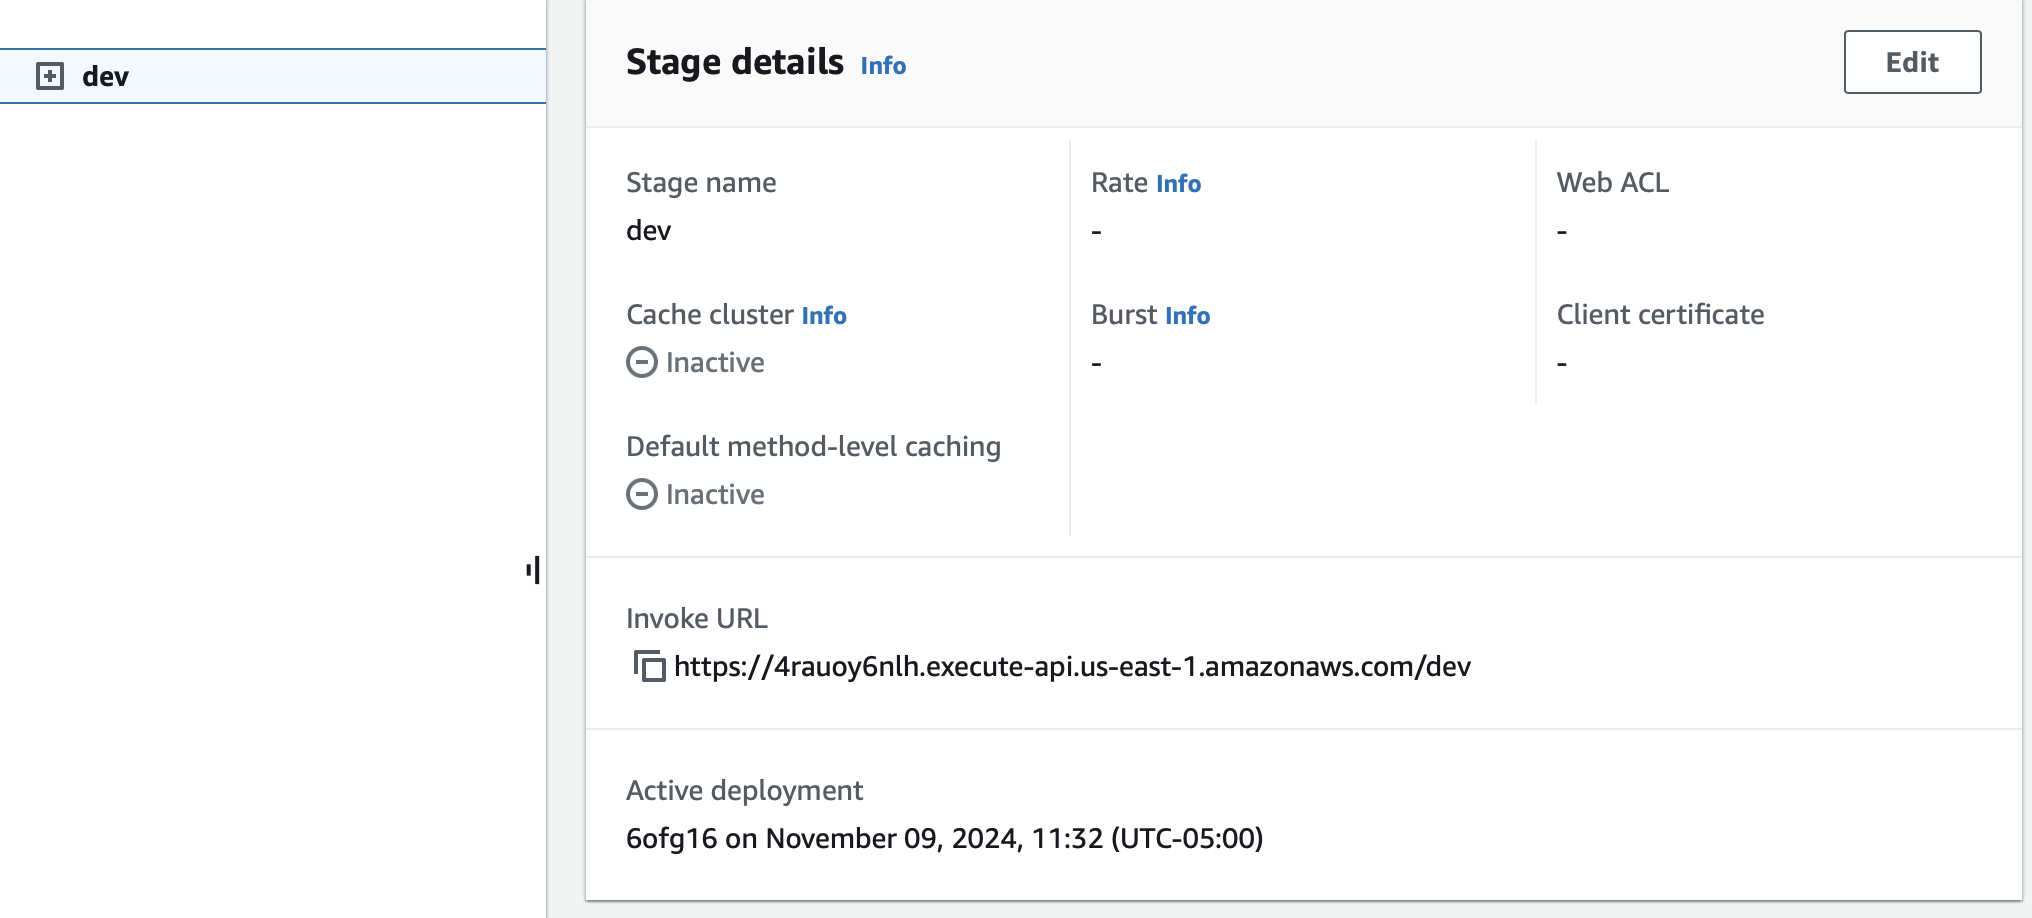 dev
Stage details Info
Edit
Stage name
dev
Rate Info
-
Web ACL
-
Cache cluster Info
Inactive
Burst Info
-
Client certificate
-
Default method-level caching
Inactive
Invoke URL
https://4rauoy6nlh.execute-api.us-east-1.amazonaws.com/dev
Active deployment
6ofg16 on November 09, 2024, 11:32 (UTC-05:00)